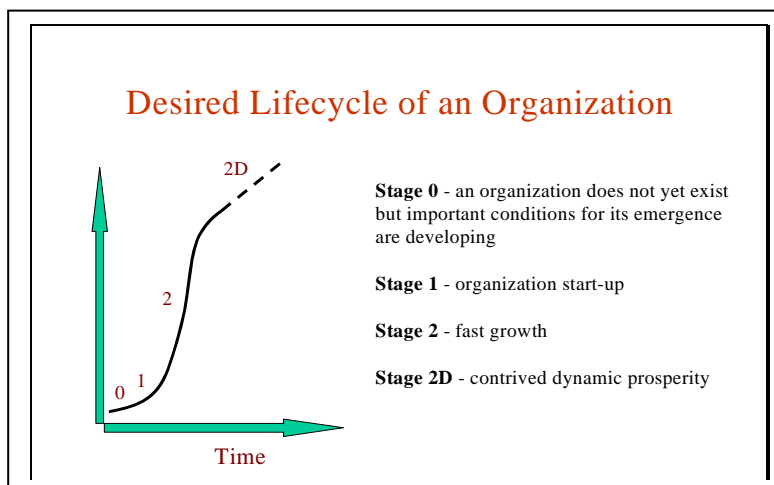 Desired Lifecycle of an Organization
2D
2
1
0
Time
Stage 0 - an organization does not yet exist
but important conditions for its emergence
are developing
Stage 1 - organization start-up
Stage 2 - fast growth
Stage 2D - contrived dynamic prosperity